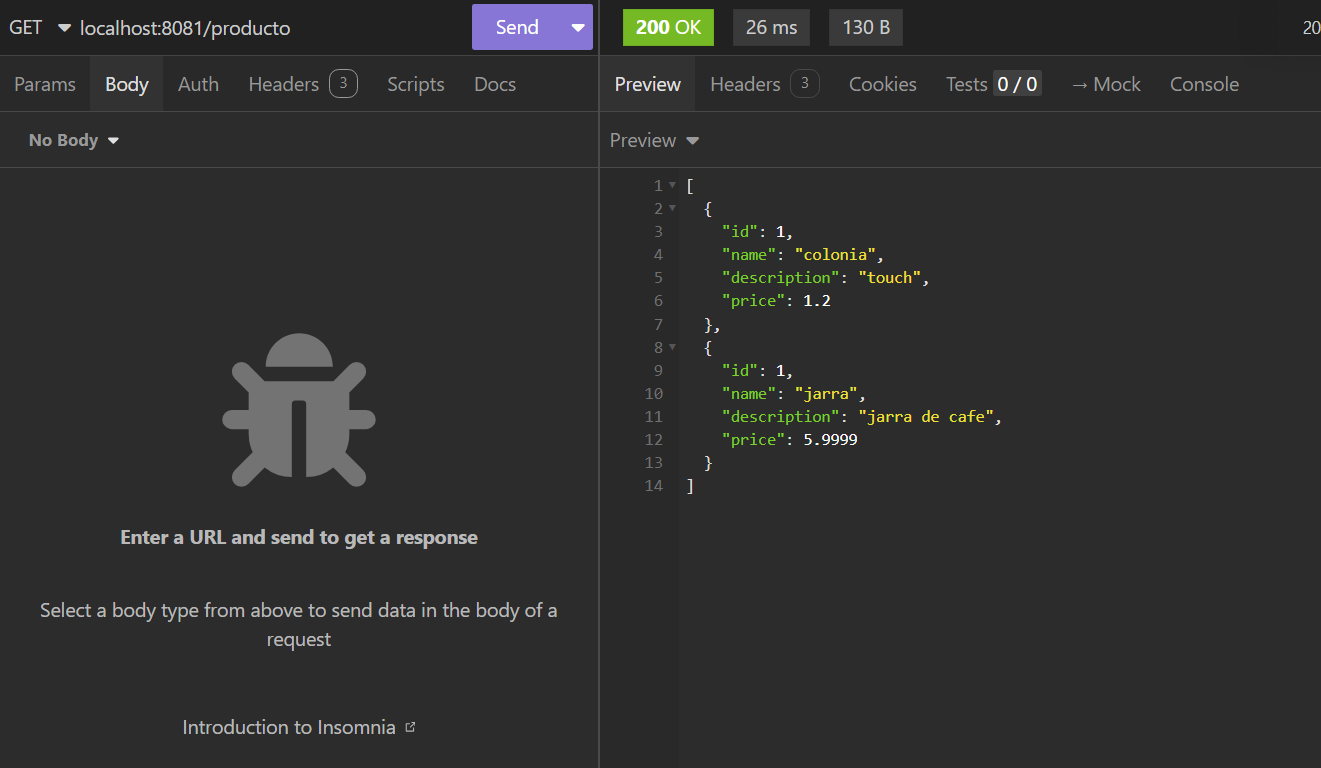 GET localhost:8081/producto Send 200 OK 26 ms 130 B 20
Params Body Auth Headers 3 Scripts Docs
Preview Headers 3 Cookies Tests 0 / 0 → Mock Console
No Body
Preview
1 [
2 {
3 "id": 1,
4 "name": "colonia",
5 "description": "touch",
6 "price": 1.2
7 },
8 {
9 "id": 1,
10 "name": "jarra",
11 "description": "jarra de cafe",
12 "price": 5.9999
13 }
14 ]
Enter a URL and send to get a response
Select a body type from above to send data in the body of a
request
Introduction to Insomnia